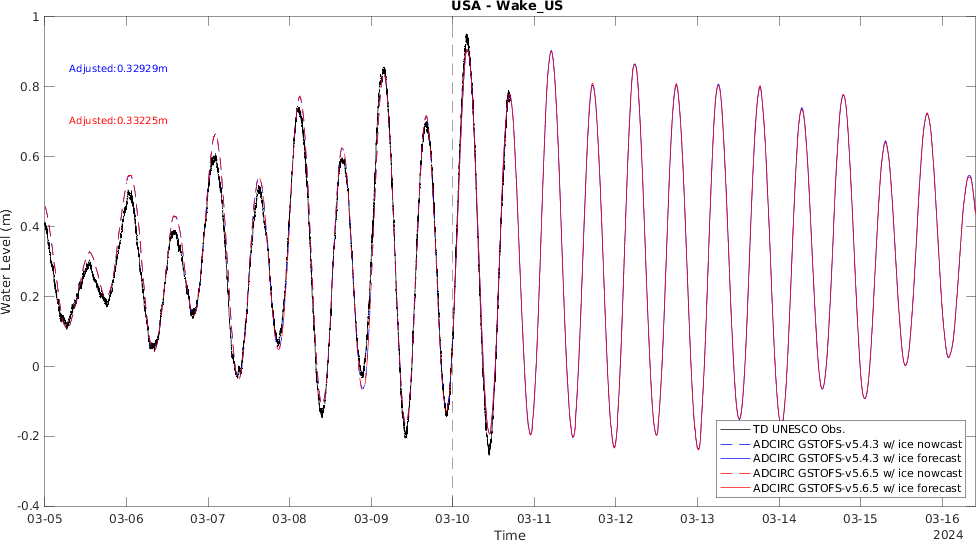 USA - Wake_US
1
0.8
0.6
0.4
0.2
0
-0.2
-0.4
Water Level (m)
Adjusted:0.32929m
Adjusted:0.33225m
TD UNESCO Obs.
ADCIRC GSTOFS-v5.4.3 w/ ice nowcast
ADCIRC GSTOFS-v5.4.3 w/ ice forecast
ADCIRC GSTOFS-v5.6.5 w/ ice nowcast
ADCIRC GSTOFS-v5.6.5 w/ ice forecast
03-05 03-06 03-07 03-08 03-09 03-10 03-11 03-12 03-13 03-14 03-15 03-16
Time
2024